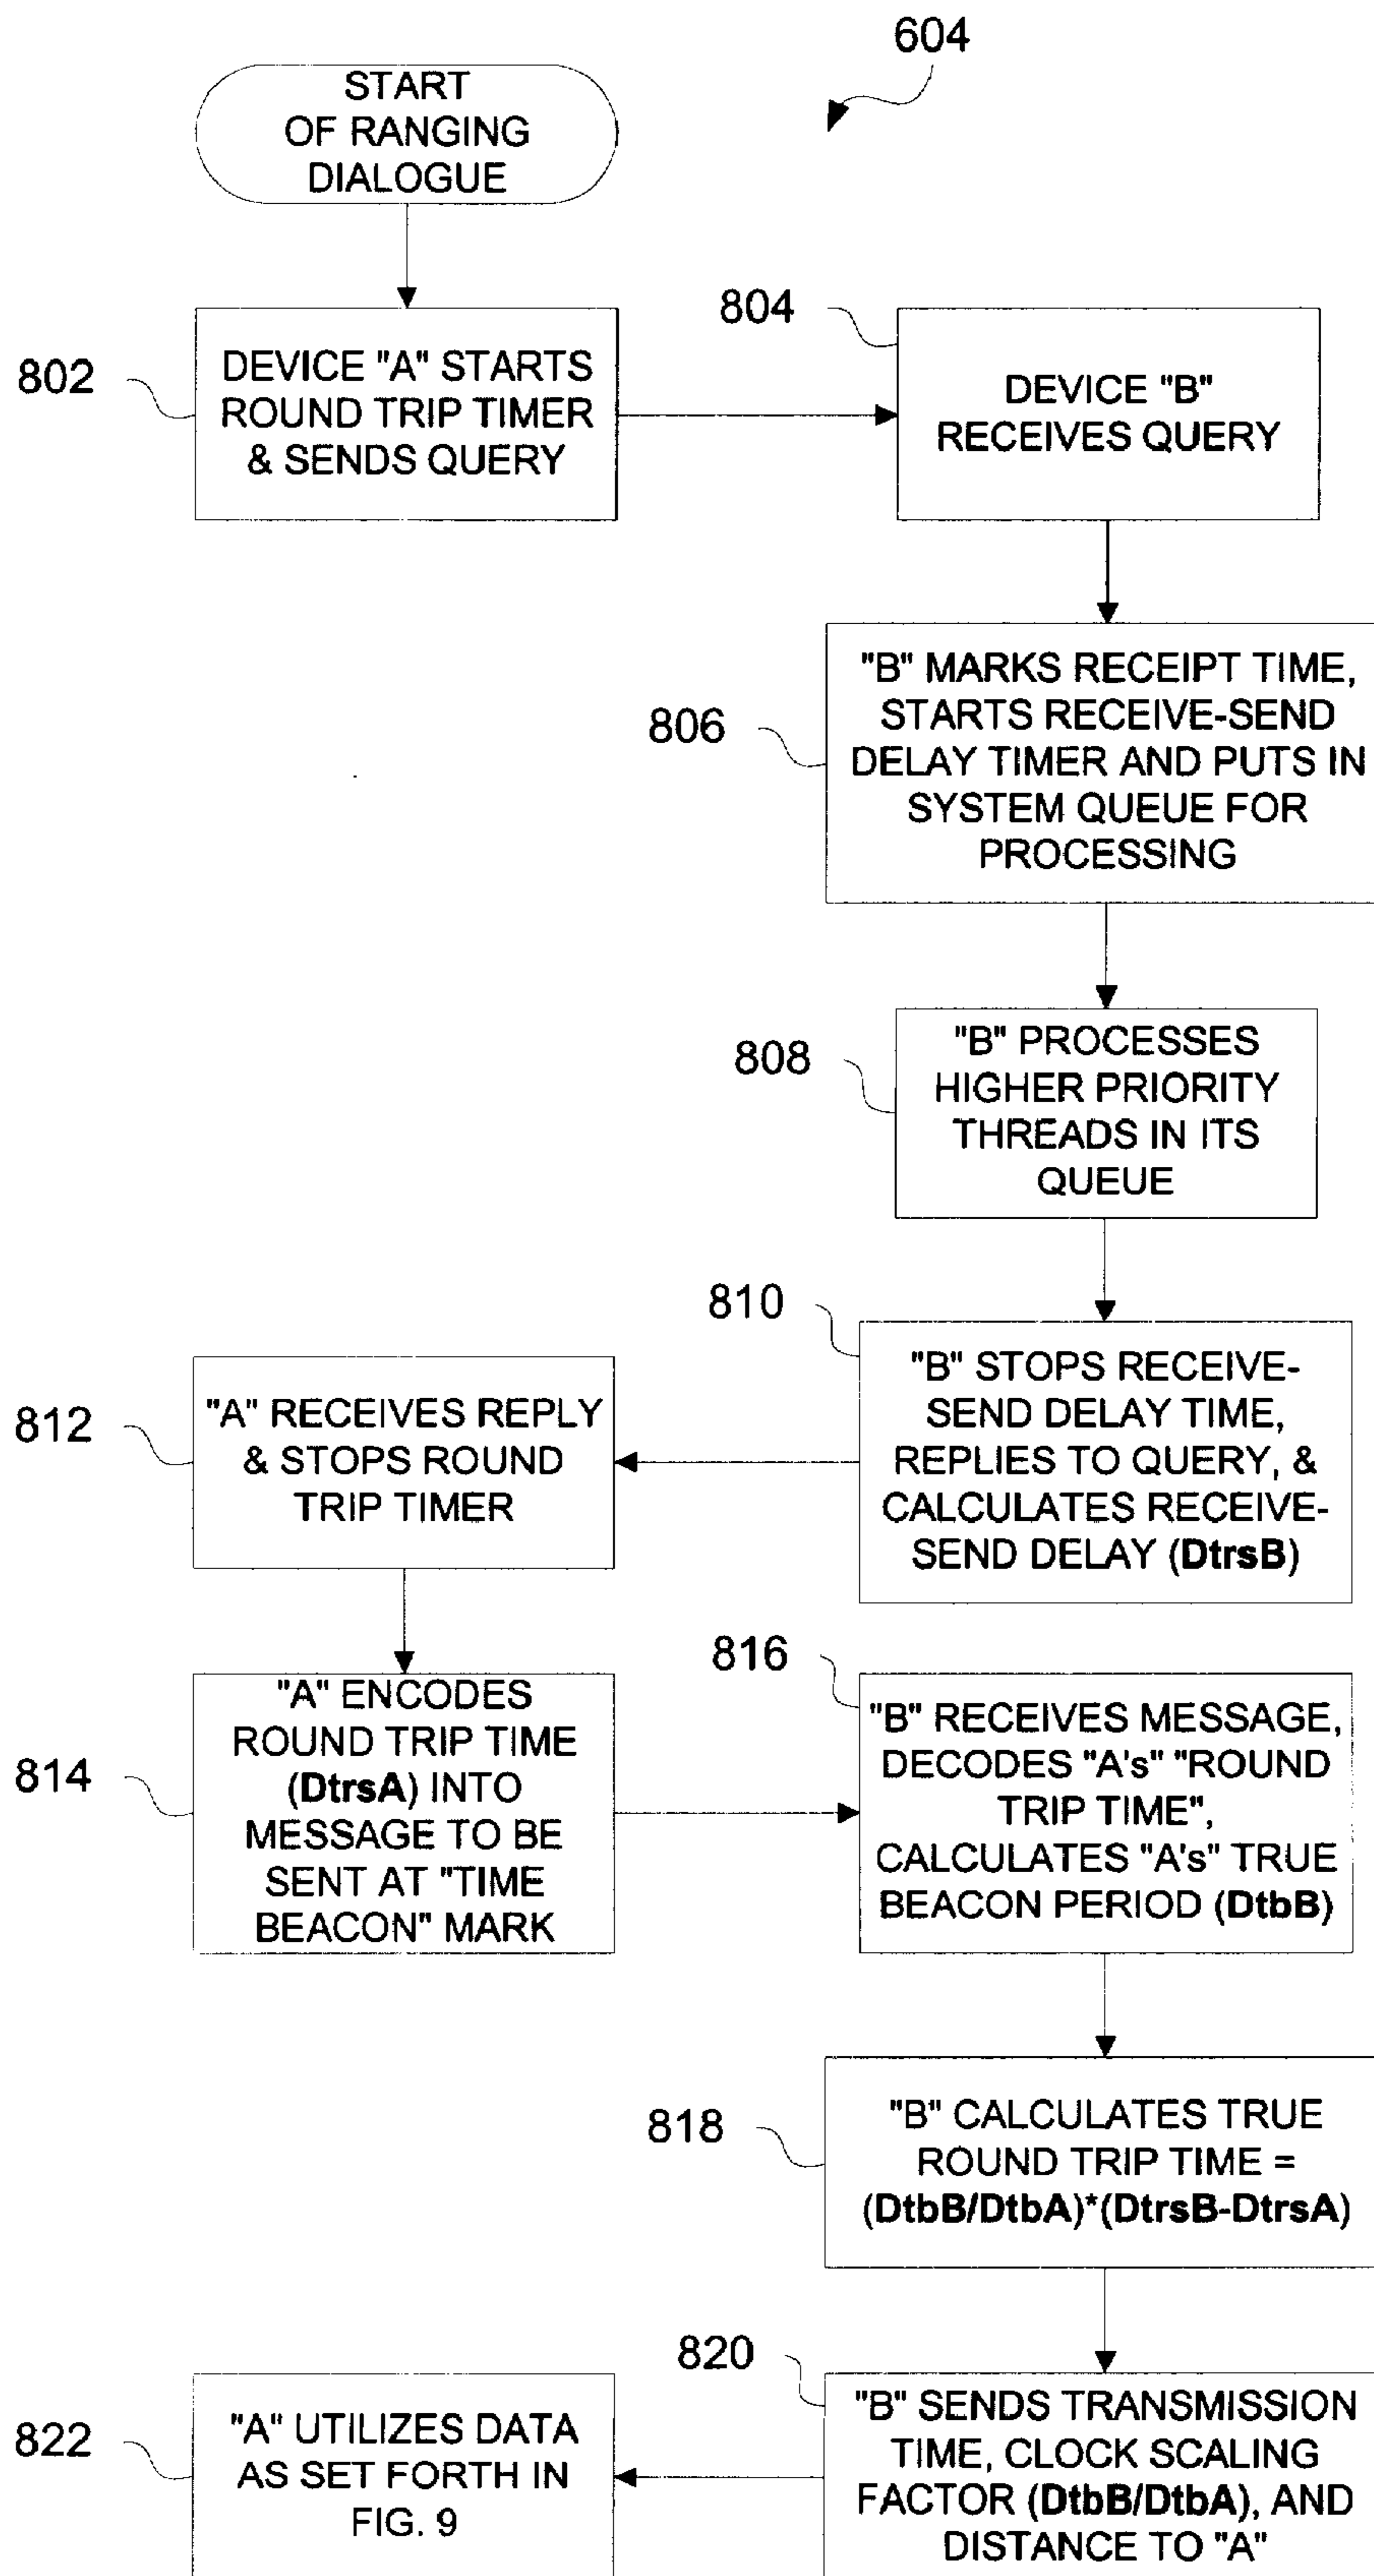 604
START
OF RANGING
DIALOGUE
802
DEVICE "A" STARTS
ROUND TRIP TIMER
& SENDS QUERY
804
DEVICE "B"
RECEIVES QUERY
806
"B" MARKS RECEIPT TIME,
STARTS RECEIVE-SEND
DELAY TIMER AND PUTS IN
SYSTEM QUEUE FOR
PROCESSING
808
"B" PROCESSES
HIGHER PRIORITY
THREADS IN ITS
QUEUE
810
"B" STOPS RECEIVE-
SEND DELAY TIME,
REPLIES TO QUERY, &
CALCULATES RECEIVE-
SEND DELAY (DtrsB)
812
"A" RECEIVES REPLY
& STOPS ROUND
TRIP TIMER
814
"A" ENCODES
ROUND TRIP TIME
(DtrsA) INTO
MESSAGE TO BE
SENT AT "TIME
BEACON" MARK
816
"B" RECEIVES MESSAGE,
DECODES "A's" "ROUND
TRIP TIME",
CALCULATES "A's" TRUE
BEACON PERIOD (DtbB)
818
"B" CALCULATES TRUE
ROUND TRIP TIME =
(DtbB/DtbA)*(DtrsB-DtrsA)
820
"B" SENDS TRANSMISSION
TIME, CLOCK SCALING
FACTOR (DtbB/DtbA), AND
DISTANCE TO "A"
822
"A" UTILIZES DATA
AS SET FORTH IN
FIG. 9